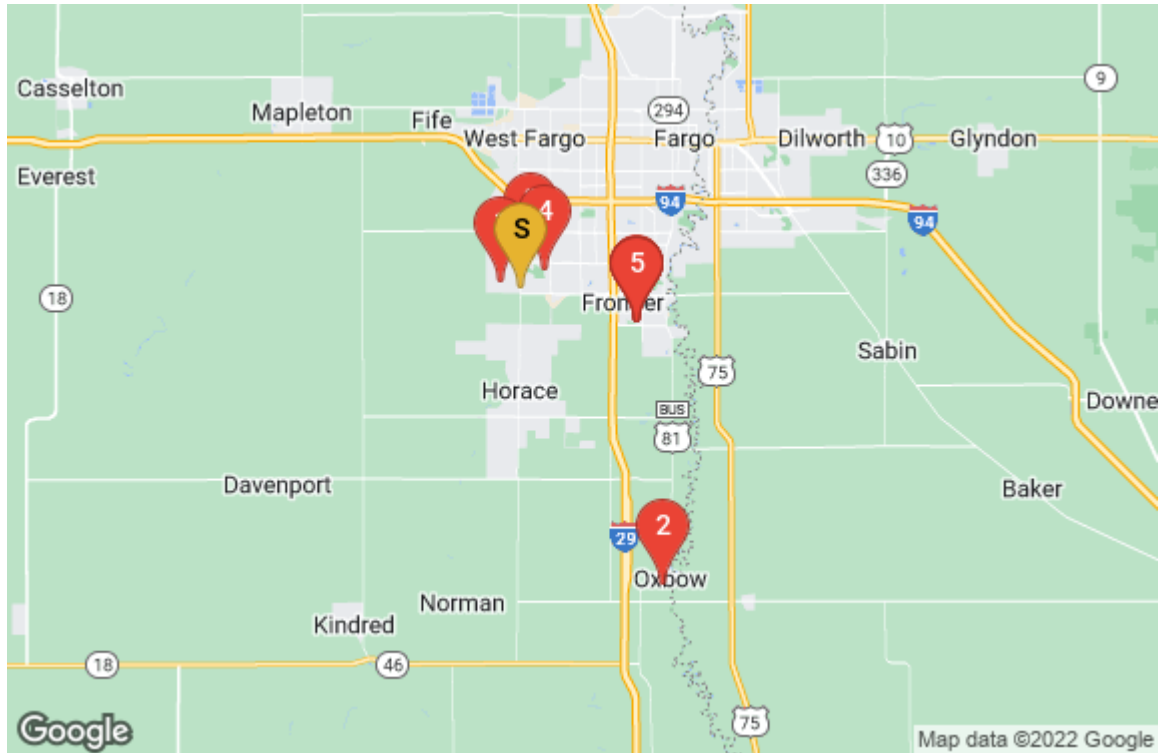 Casselton
9
Mapleton
Fife
294
West Fargo
Fargo
Dilworth
10
Glyndon
336
Everest
94
94
4
S
5
18
Frontier
Sabin
75
Horace
Downe
BUS
81
Davenport
Baker
2
29
Oxbow
Norman
Kindred
18
46
75
Google
Map data ©2022 Google